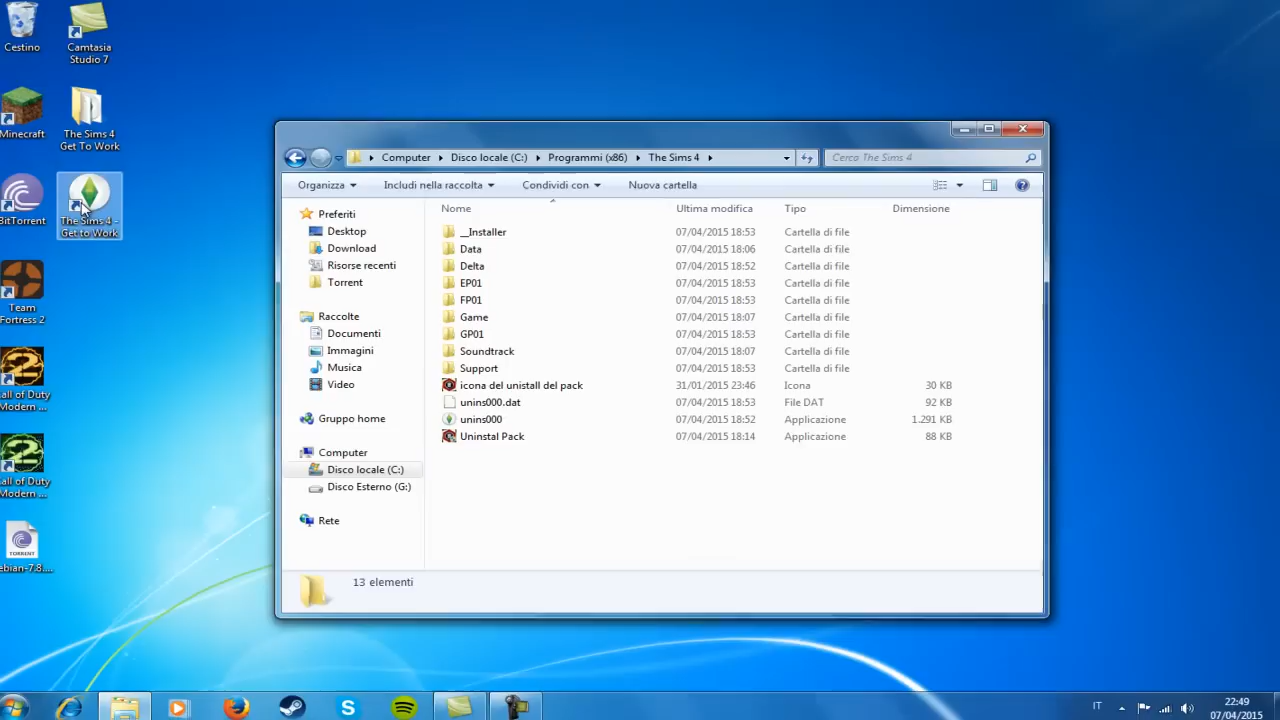 Cestino
Camtasia
Studio 7
Minecraft
The Sims 4
Get To Work
BitTorrent
The Sims 4 -
Get to Work
Team
Fortress 2
all of Duty
Modern ...
all of Duty
Modern ...
TORRENT
ebian-7.8....
Computer
Disco locale (C:)
Programmi (x86)
The Sims 4
Cerca The Sims 4
Organizza
Includi nella raccolta
Condividi con
Nuova cartella
Preferiti
Desktop
Download
Risorse recenti
Torrent
Raccolte
Documenti
Immagini
Musica
Video
Gruppo home
Computer
Disco locale (C:)
Disco Esterno (G:)
Rete
Nome Ultima modifica Tipo Dimensione
__Installer 07/04/2015 18:53 Cartella di file
Data 07/04/2015 18:06 Cartella di file
Delta 07/04/2015 18:52 Cartella di file
EP01 07/04/2015 18:53 Cartella di file
FP01 07/04/2015 18:53 Cartella di file
Game 07/04/2015 18:07 Cartella di file
GP01 07/04/2015 18:53 Cartella di file
Soundtrack 07/04/2015 18:07 Cartella di file
Support 07/04/2015 18:53 Cartella di file
icona del unistall del pack 31/01/2015 23:46 Icona 30 KB
unins000.dat 07/04/2015 18:53 File DAT 92 KB
unins000 07/04/2015 18:52 Applicazione 1.291 KB
Uninstal Pack 07/04/2015 18:14 Applicazione 88 KB
13 elementi
IT
22:49
07/04/2015